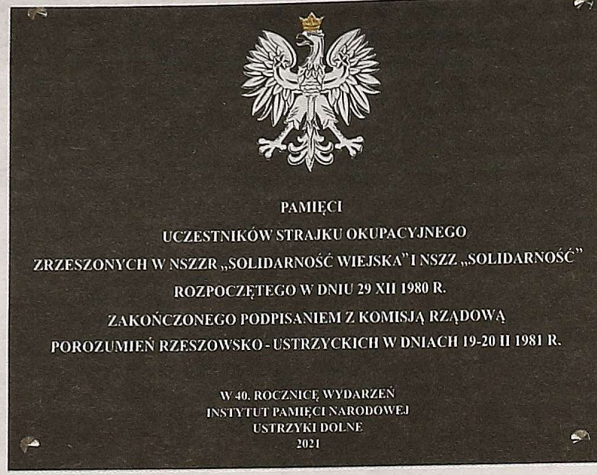 PAMIĘCI
UCZESTNIKÓW STRAJKU OKUPACYJNEGO
ZRZESZONYCH W NSZZR „SOLIDARNOŚĆ WIEJSKA” I NSZZ „SOLIDARNOŚĆ”
ROZPOCZĘTEGO W DNIU 29 XII 1980 R.
ZAKOŃCZONEGO PODPISANIEM Z KOMISJĄ RZĄDOWĄ
POROZUMIEŃ RZESZOWSKO - USTRZYCKICH W DNIACH 19-20 II 1981 R.
W 40. ROCZNICĘ WYDARZEŃ
INSTYTUT PAMIĘCI NARODOWEJ
USTRZYKI DOLNE
2021